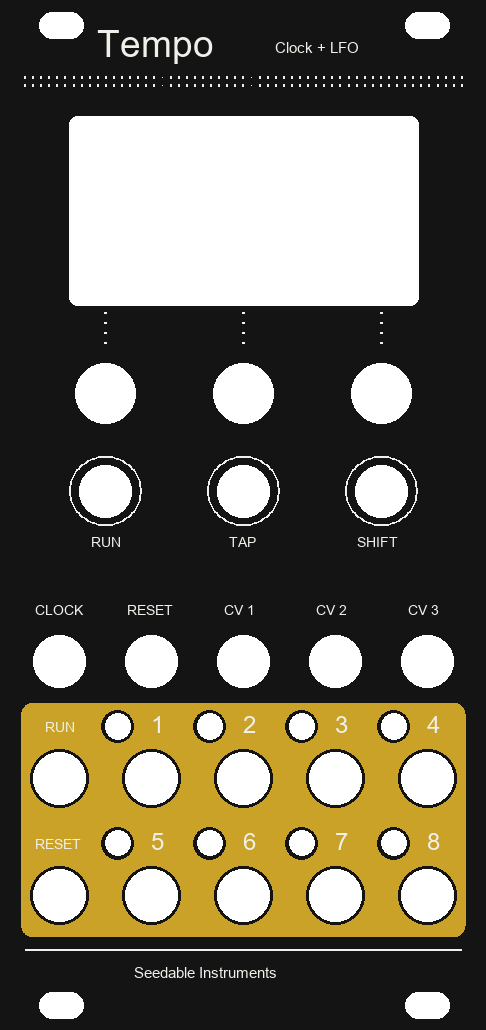 Tempo Clock + LFO
RUN TAP SHIFT
CLOCK RESET CV 1 CV 2 CV 3
RUN 1 2 3 4
RESET 5 6 7 8
Seedable Instruments